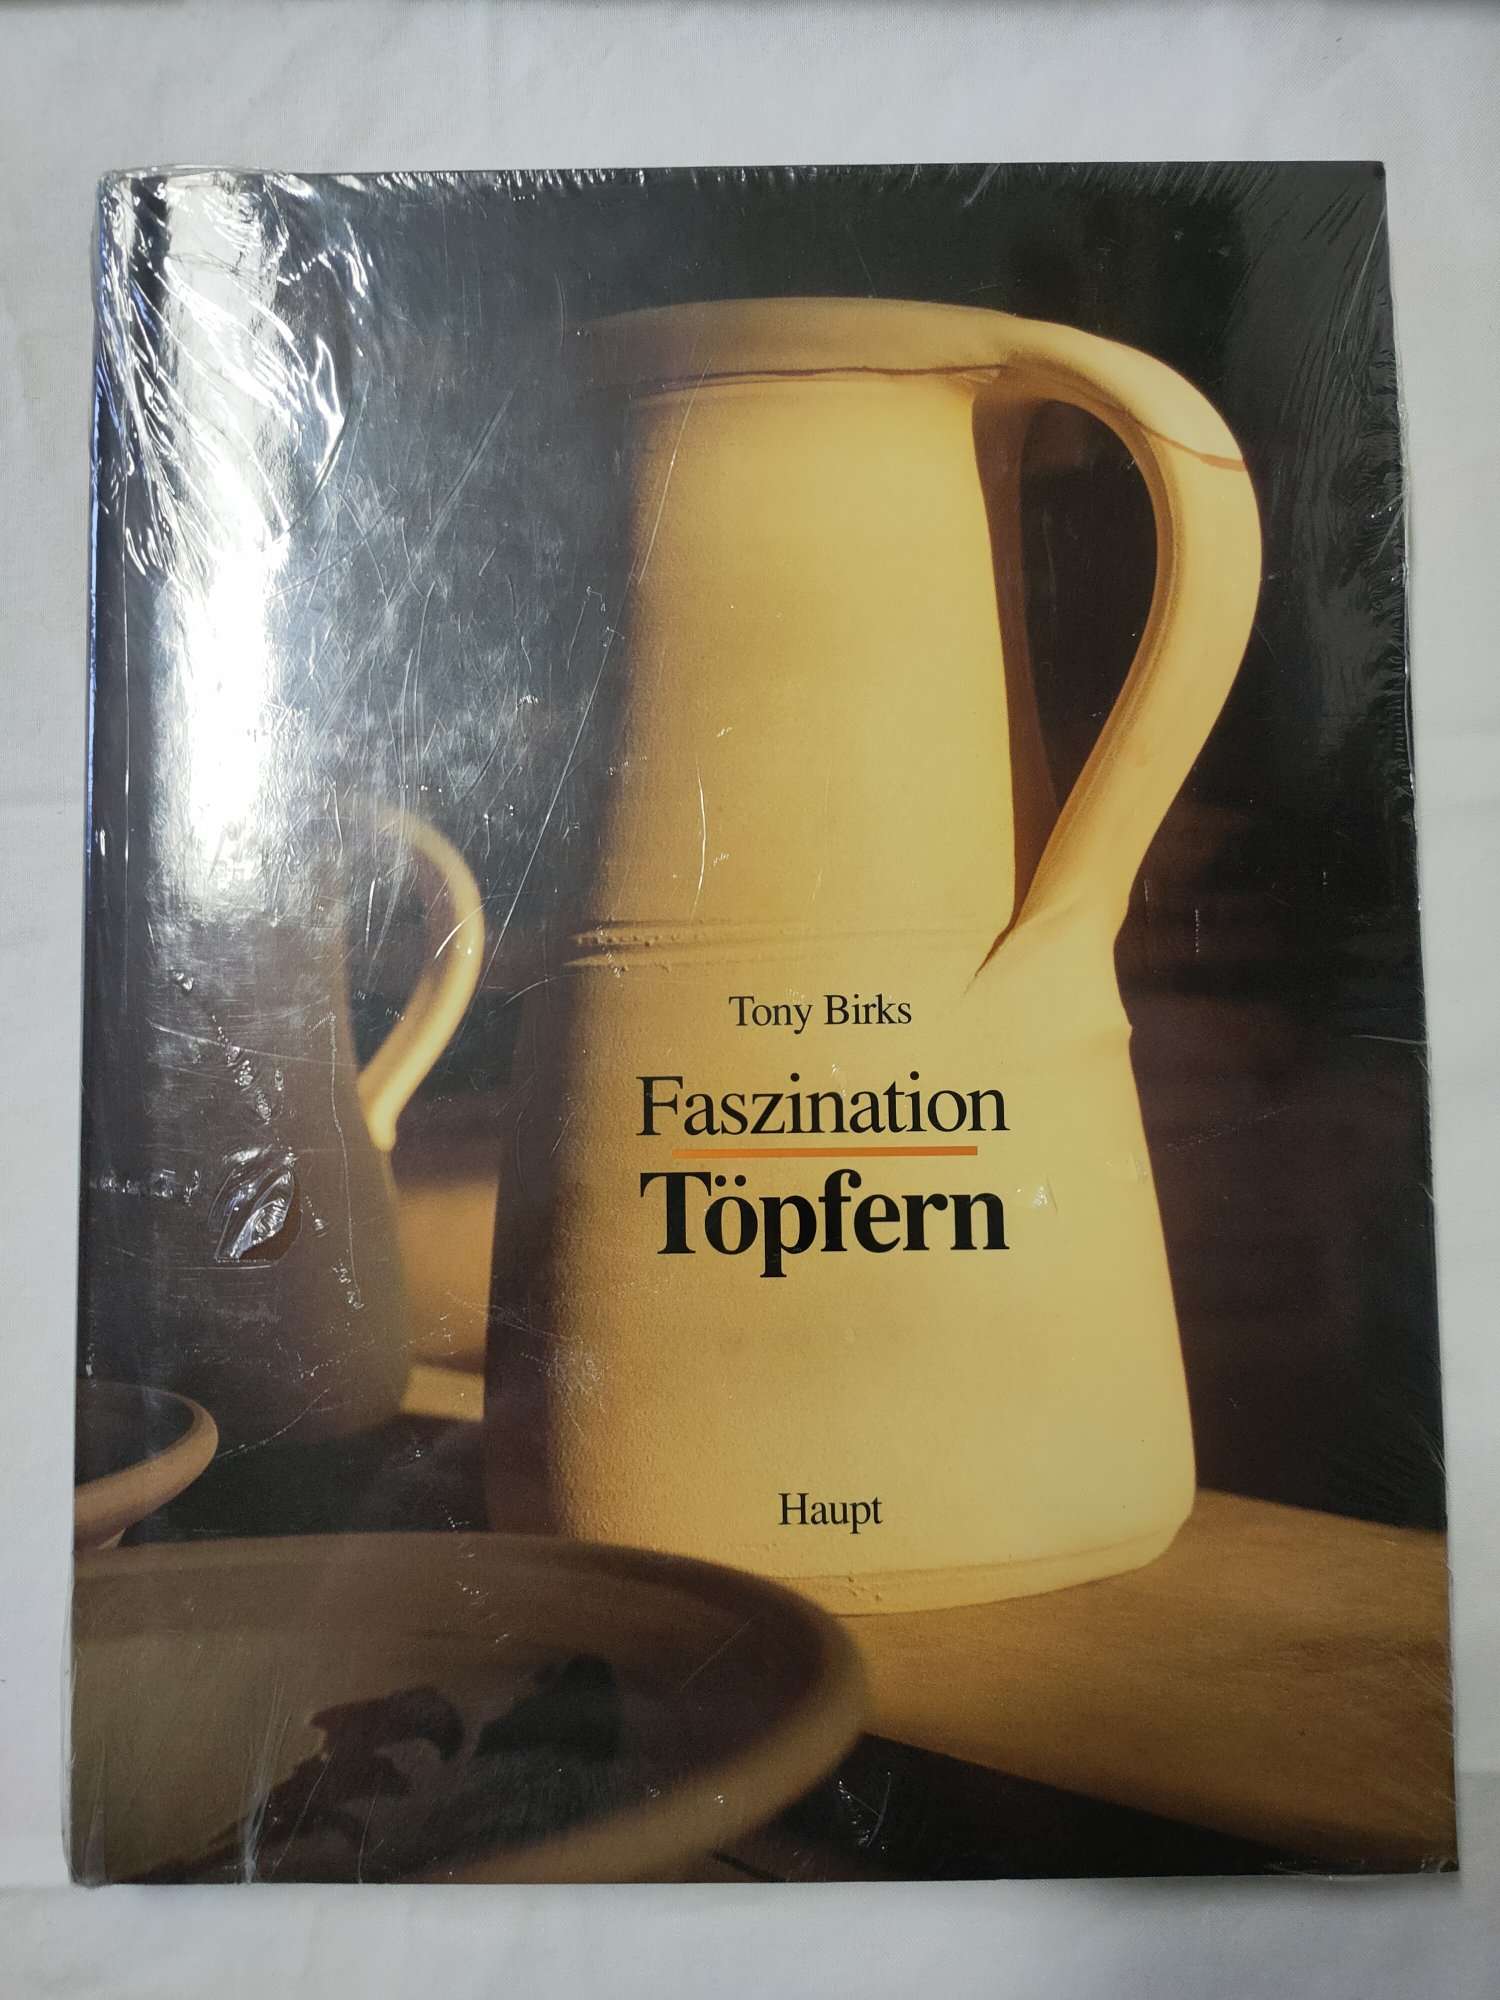 Tony Birks
Faszination
Töpfern
Haupt